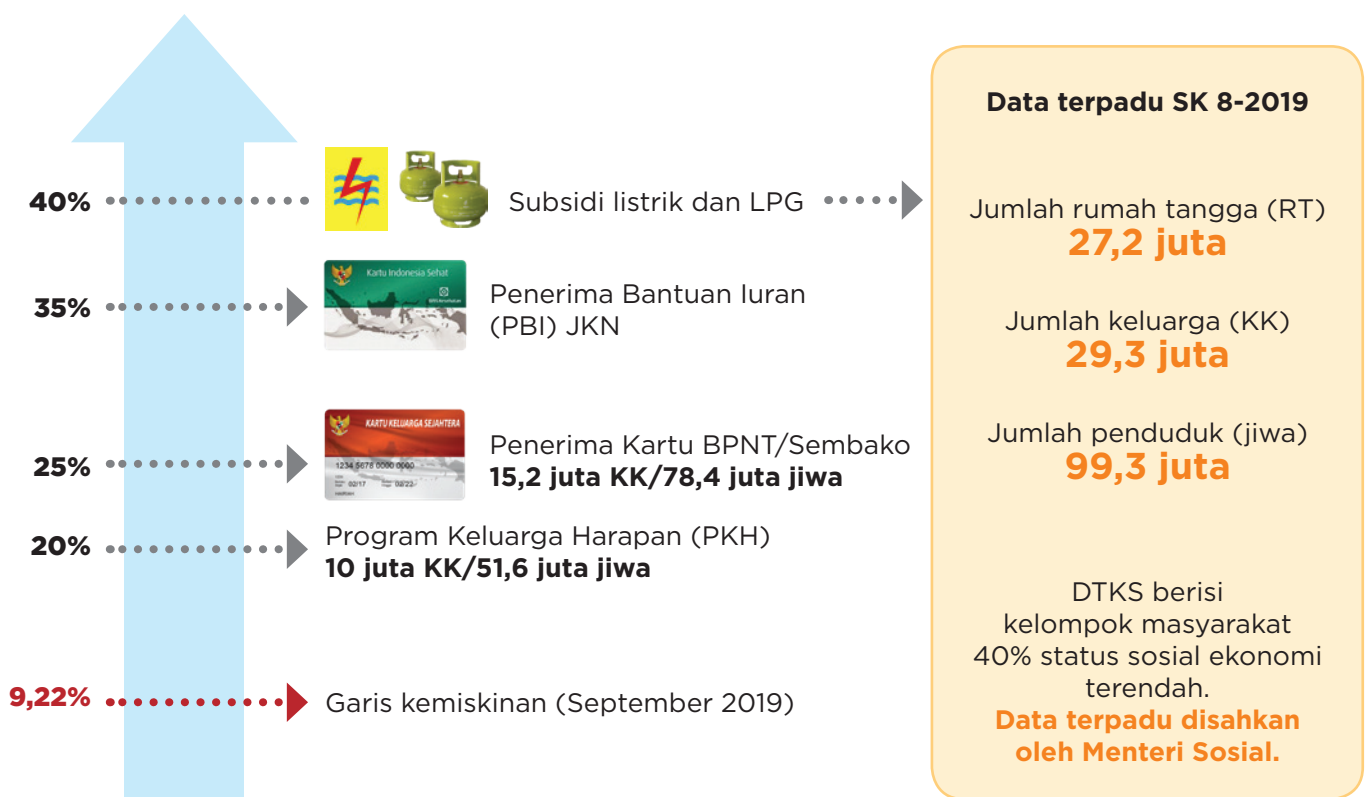 40%
Subsidi listrik dan LPG
35%
Kartu Indonesia Sehat
Penerima Bantuan Iuran
(PBI) JKN
25%
KARTU KELUARGA SEJAHTERA
1234 5678 0000 0000
02/17
02/22
Penerima Kartu BPNT/Sembako
15,2 juta KK/78,4 juta jiwa
20%
Program Keluarga Harapan (PKH)
10 juta KK/51,6 juta jiwa
9,22%
Garis kemiskinan (September 2019)
Data terpadu SK 8-2019
Jumlah rumah tangga (RT)
27,2 juta
Jumlah keluarga (KK)
29,3 juta
Jumlah penduduk (jiwa)
99,3 juta
DTKS berisi
kelompok masyarakat
40% status sosial ekonomi
terendah.
Data terpadu disahkan
oleh Menteri Sosial.